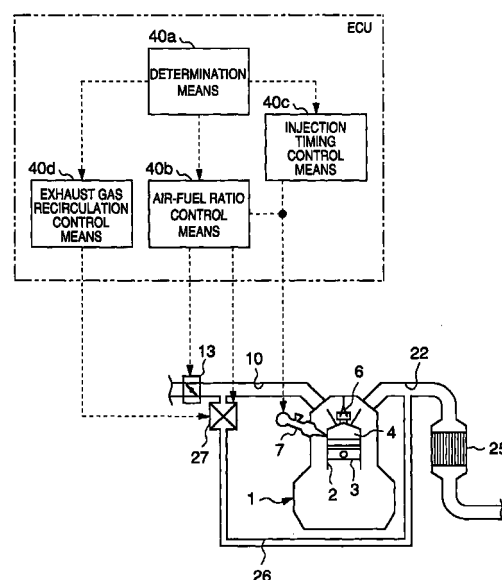 ECU
40a
DETERMINATION
MEANS
40c
INJECTION
TIMING
CONTROL
MEANS
40d
EXHAUST GAS
RECIRCULATION
CONTROL
MEANS
40b
AIR-FUEL RATIO
CONTROL
MEANS
13
10
6
22
4
27
7
25
2
3
1
26